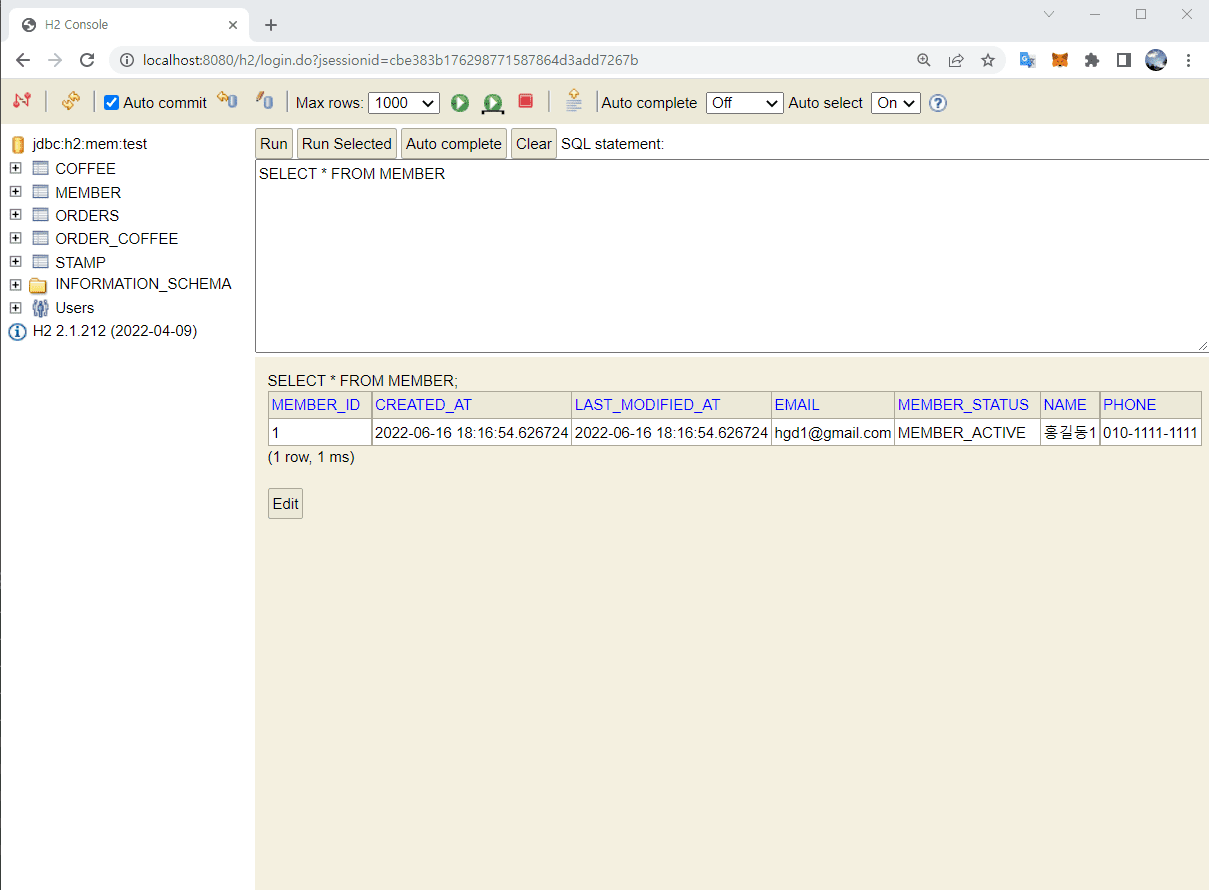 H2 Console
localhost:8080/h2/login.do?jsessionid=cbe383b176298771587864d3add7267b
Auto commit Max rows: 1000 Auto complete Off Auto select On
jdbc:h2:mem:test
COFFEE
MEMBER
ORDERS
ORDER_COFFEE
STAMP
INFORMATION_SCHEMA
Users
H2 2.1.212 (2022-04-09)
Run Run Selected Auto complete Clear SQL statement:
SELECT * FROM MEMBER
SELECT * FROM MEMBER;
MEMBER_ID CREATED_AT LAST_MODIFIED_AT EMAIL MEMBER_STATUS NAME PHONE
1 2022-06-16 18:16:54.626724 2022-06-16 18:16:54.626724 hgd1@gmail.com MEMBER_ACTIVE 홍길동1 010-1111-1111
(1 row, 1 ms)
Edit